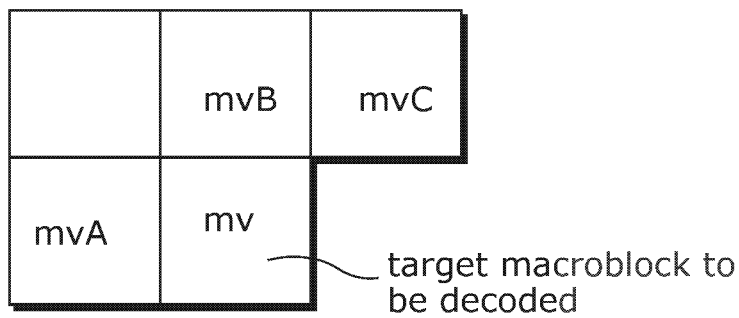 mvB
mvC
mvA
mv
target macroblock to
be decoded